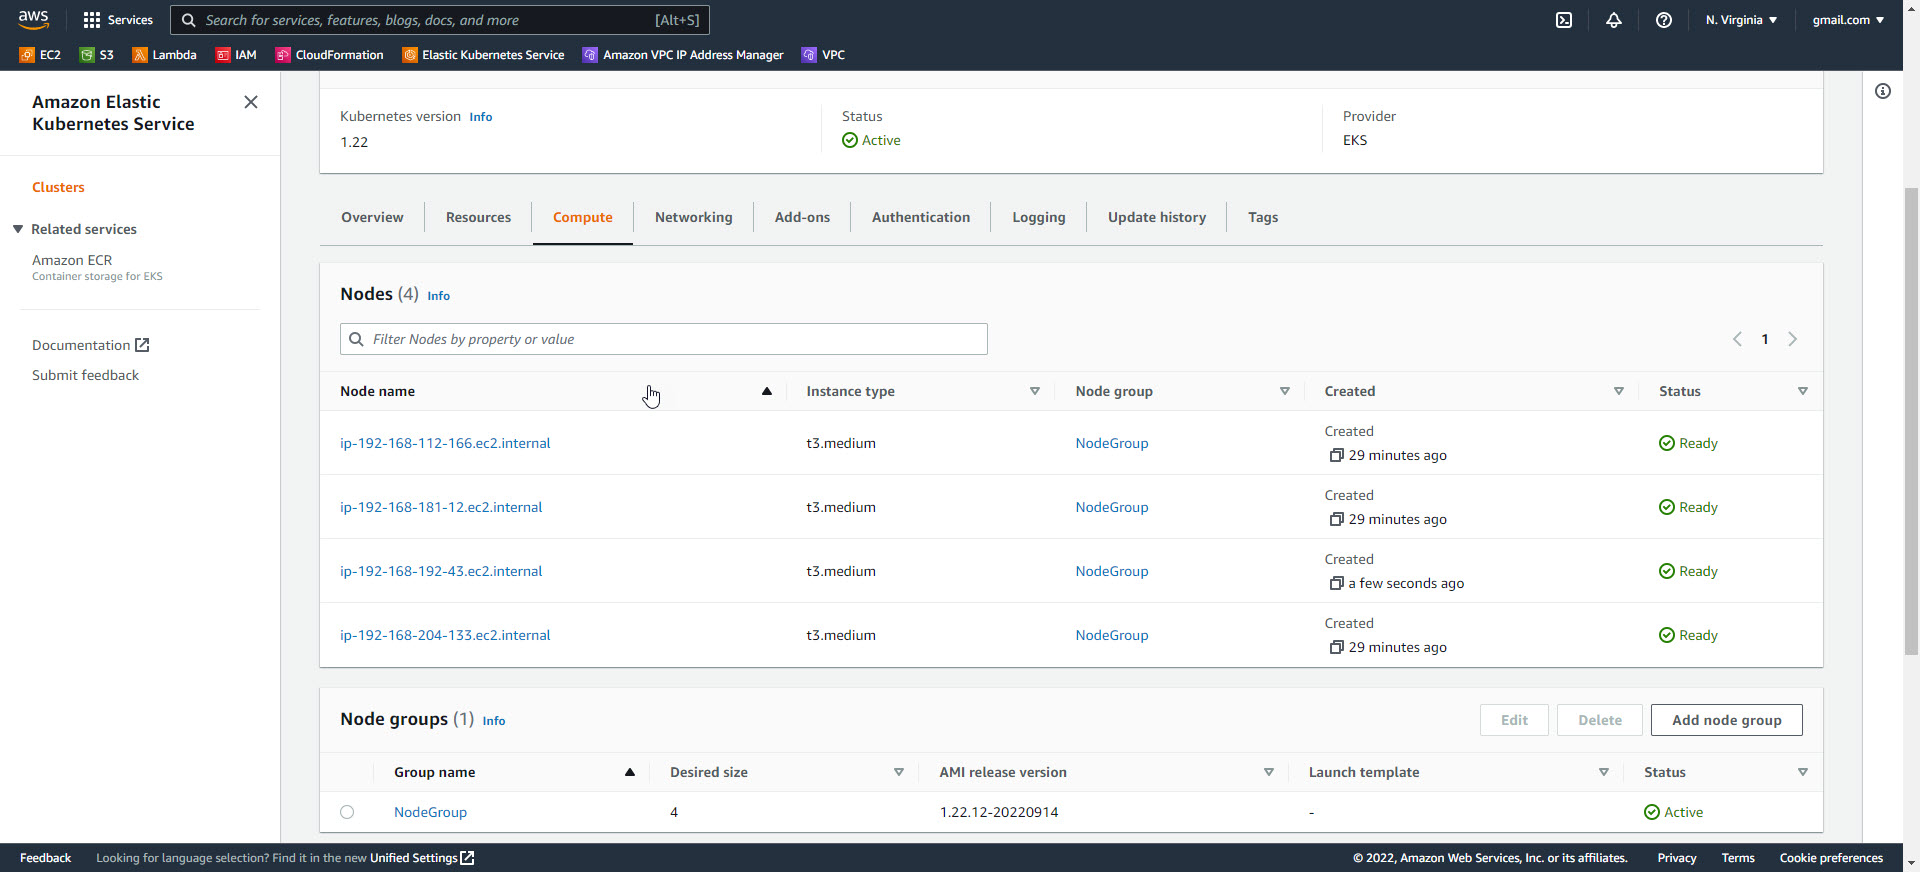 aws Services Search for services, features, blogs, docs, and more [Alt+S] N. Virginia gmail.com
EC2 S3 Lambda IAM CloudFormation Elastic Kubernetes Service Amazon VPC IP Address Manager VPC
Amazon Elastic
Kubernetes Service
Clusters
Related services
Amazon ECR
Container storage for EKS
Documentation
Submit feedback
Kubernetes version Info Status Provider
1.22 Active EKS
Overview Resources Compute Networking Add-ons Authentication Logging Update history Tags
Nodes (4) Info
Filter Nodes by property or value 1
Node name Instance type Node group Created Status
ip-192-168-112-166.ec2.internal t3.medium NodeGroup Created Ready
29 minutes ago
ip-192-168-181-12.ec2.internal t3.medium NodeGroup Created Ready
29 minutes ago
ip-192-168-192-43.ec2.internal t3.medium NodeGroup Created Ready
a few seconds ago
ip-192-168-204-133.ec2.internal t3.medium NodeGroup Created Ready
29 minutes ago
Node groups (1) Info Edit Delete Add node group
Group name Desired size AMI release version Launch template Status
NodeGroup 4 1.22.12-20220914 - Active
Feedback Looking for language selection? Find it in the new Unified Settings © 2022, Amazon Web Services, Inc. or its affiliates. Privacy Terms Cookie preferences